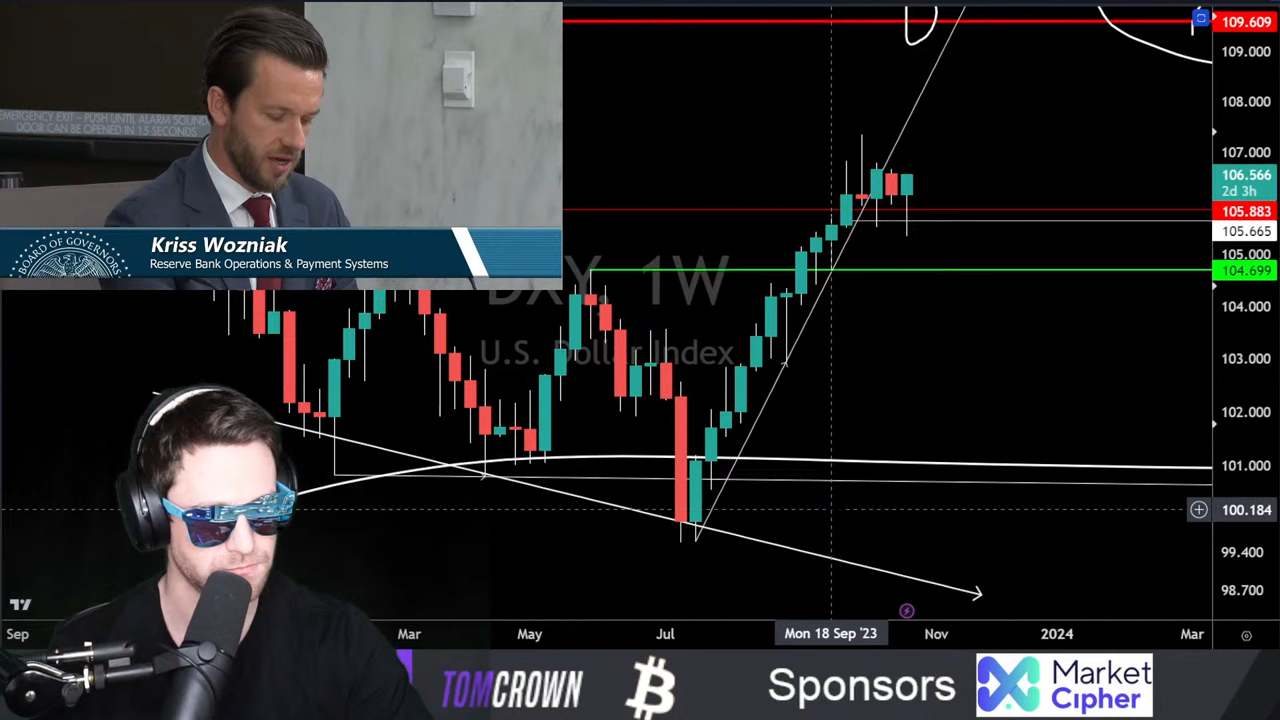 EMERGENCY EXIT – PUSH UNTIL ALARM SOUND
DOOR CAN BE OPENED IN 15 SECONDS
BOARD OF GOVERNORS
Kriss Wozniak
Reserve Bank Operations & Payment Systems
DXY, 1W
U.S. Dollar Index
109.609
109.000
108.000
107.000
106.566
2d 3h
105.883
105.665
105.000
104.699
104.000
103.000
102.000
101.000
100.184
99.400
98.700
Sep
Mar
May
Jul
Mon 18 Sep '23
Nov
2024
Mar
TOMCROWN
Sponsors
Market
Cipher